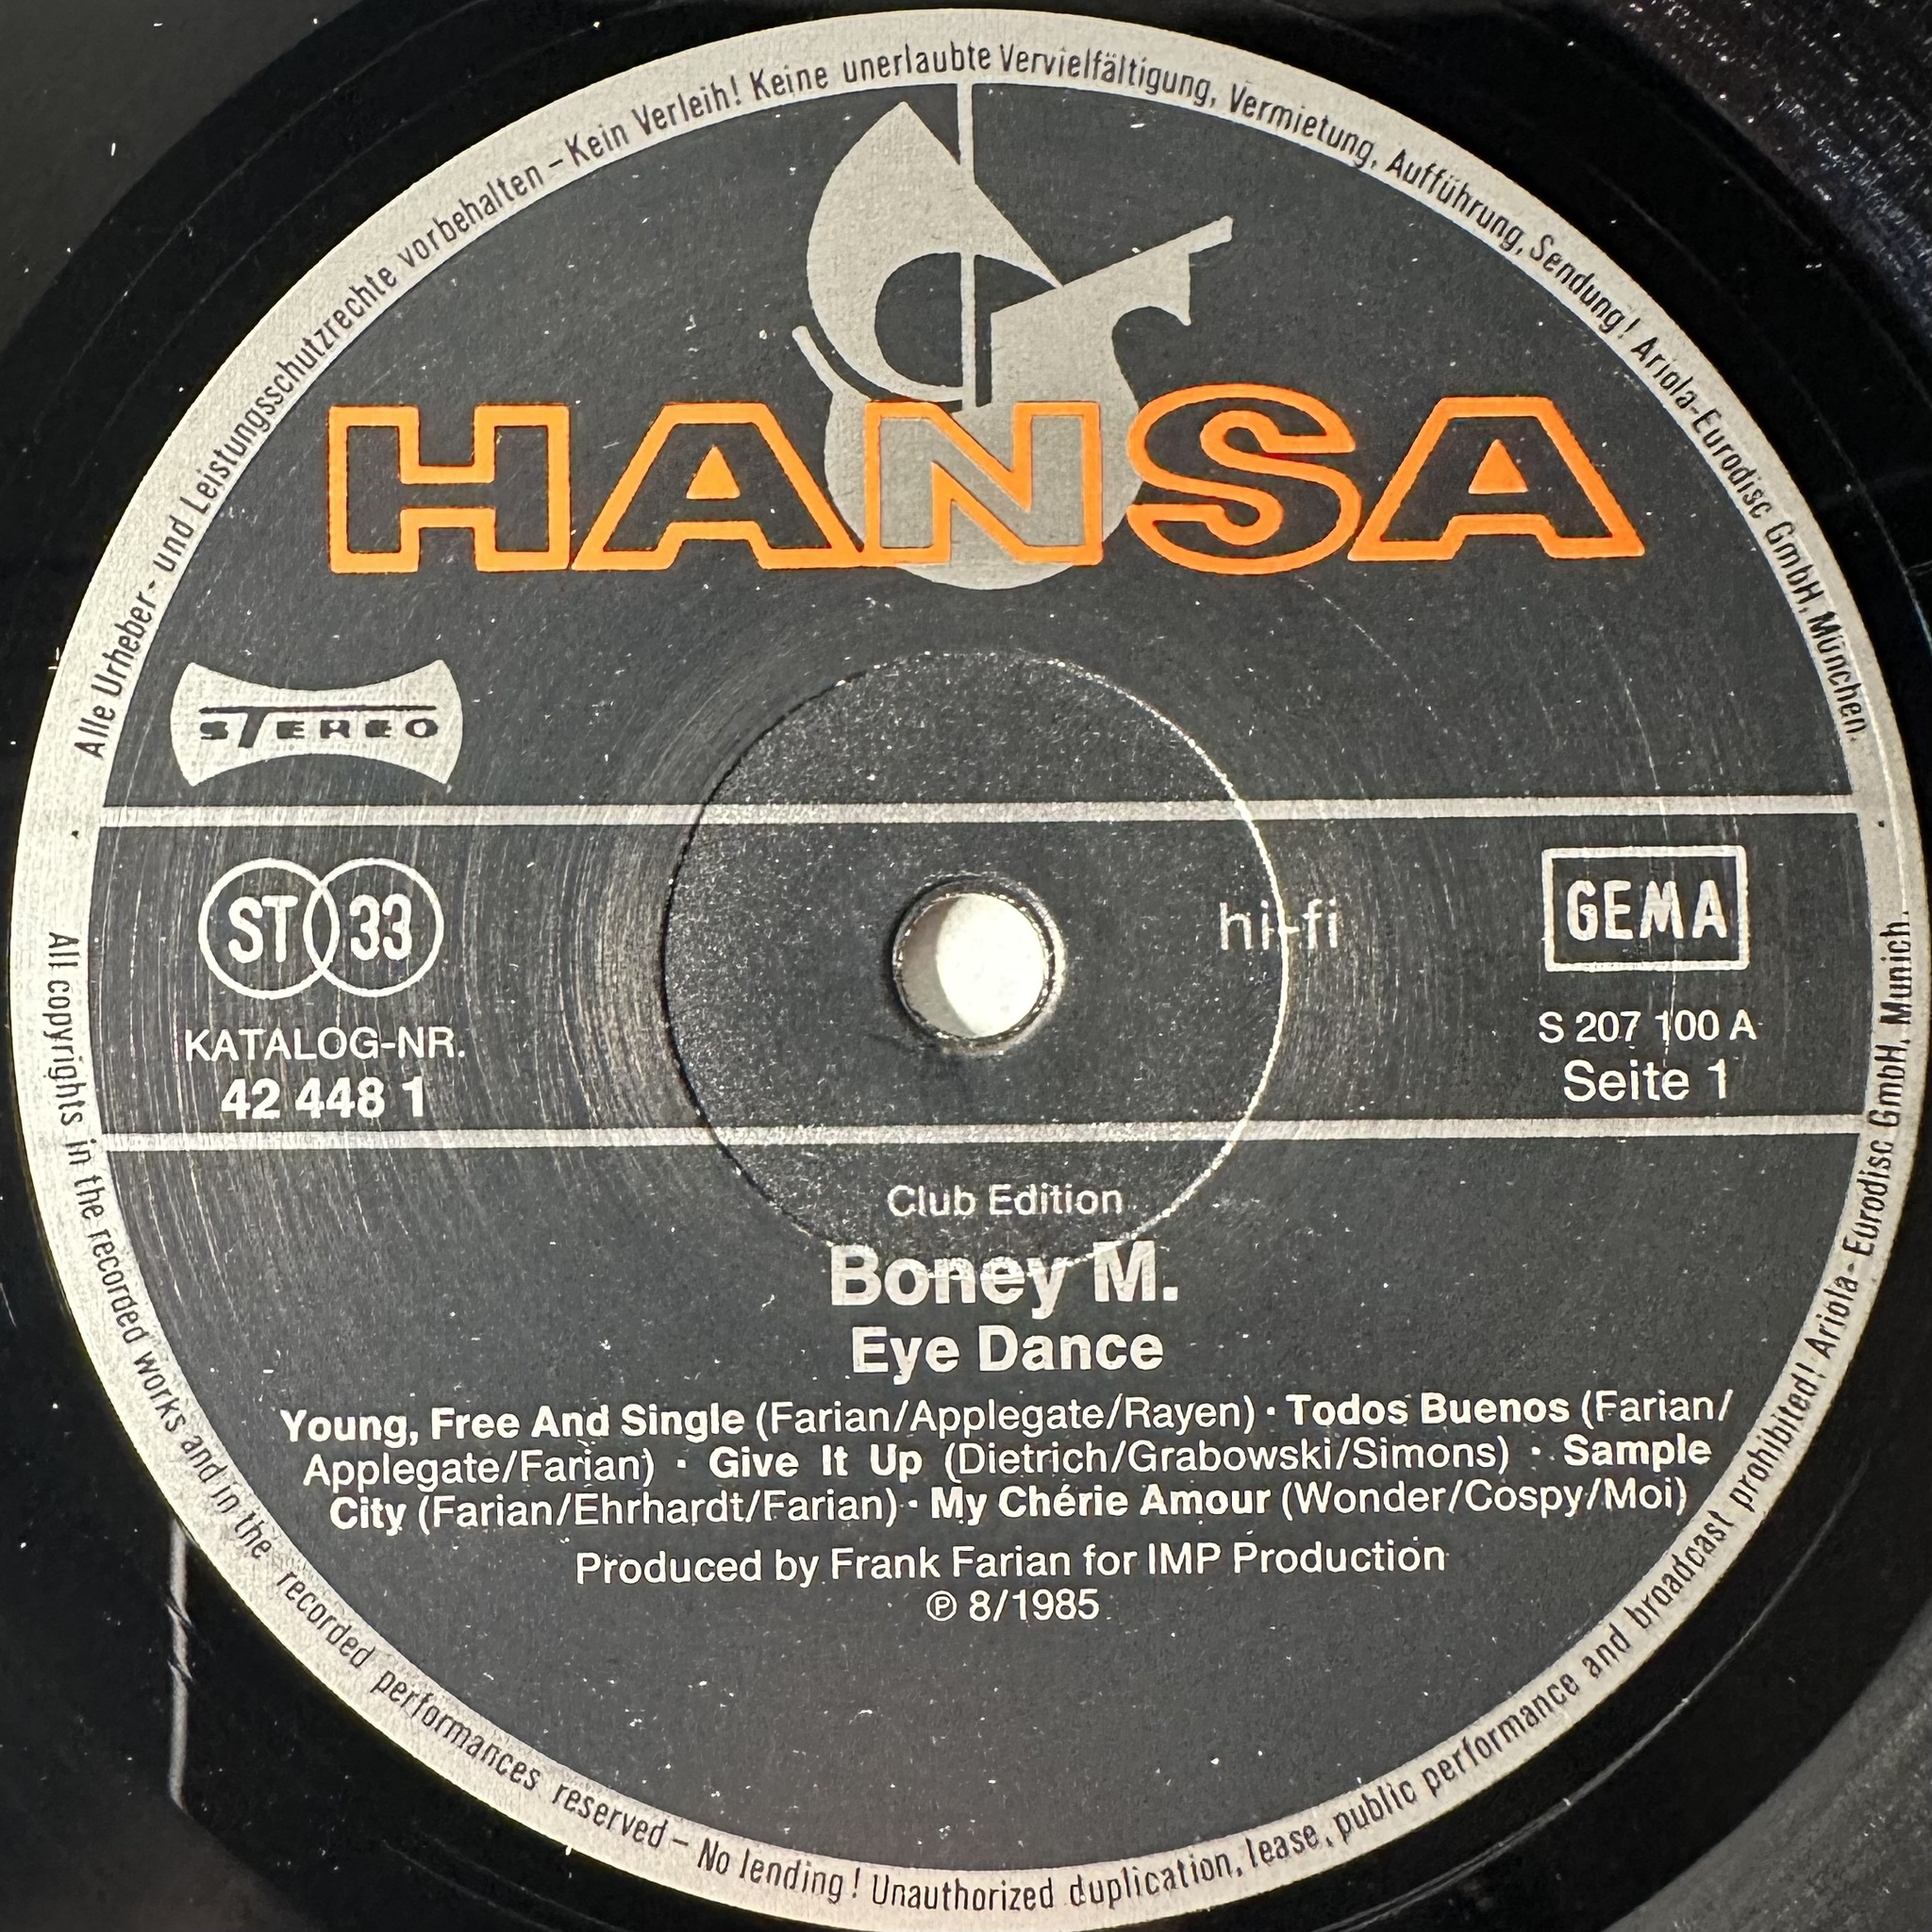 Alle Urheber- und Leistungsschutzrechte vorbehalten – Kein Verleih! Keine unerlaubte Vervielfältigung, Vermietung, Aufführung, Sendung! Ariola-Eurodisc GmbH, München.
HANSA
STEREO
ST 33
hi-fi
GEMA
KATALOG-NR.
42 448 1
S 207 100 A
Seite 1
Club Edition
Boney M.
Eye Dance
Young, Free And Single (Farian/Applegate/Rayen) · Todos Buenos (Farian/
Applegate/Farian) · Give It Up (Dietrich/Grabowski/Simons) · Sample
City (Farian/Ehrhardt/Farian) · My Chérie Amour (Wonder/Cospy/Moi)
Produced by Frank Farian for IMP Production
℗ 8/1985
All copyrights in the recorded works and in the recorded performances reserved – No lending! Unauthorized duplication, lease, public performance and broadcast prohibited! Ariola-Eurodisc GmbH, Munich.